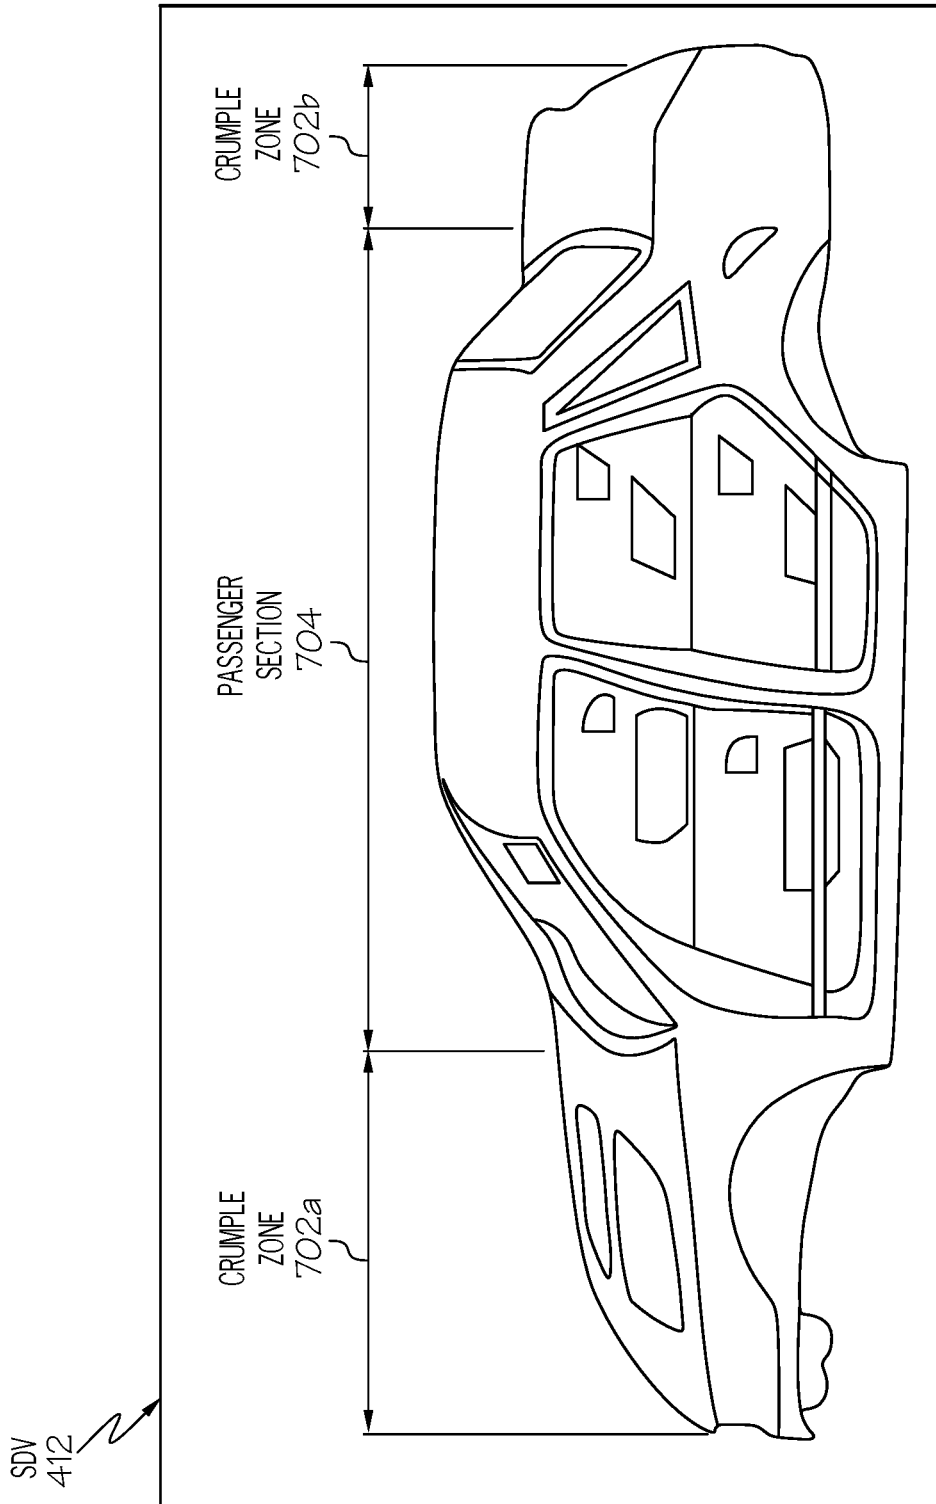 SDV
412
CRUMPLE
ZONE
702a
PASSENGER
SECTION
704
CRUMPLE
ZONE
702b